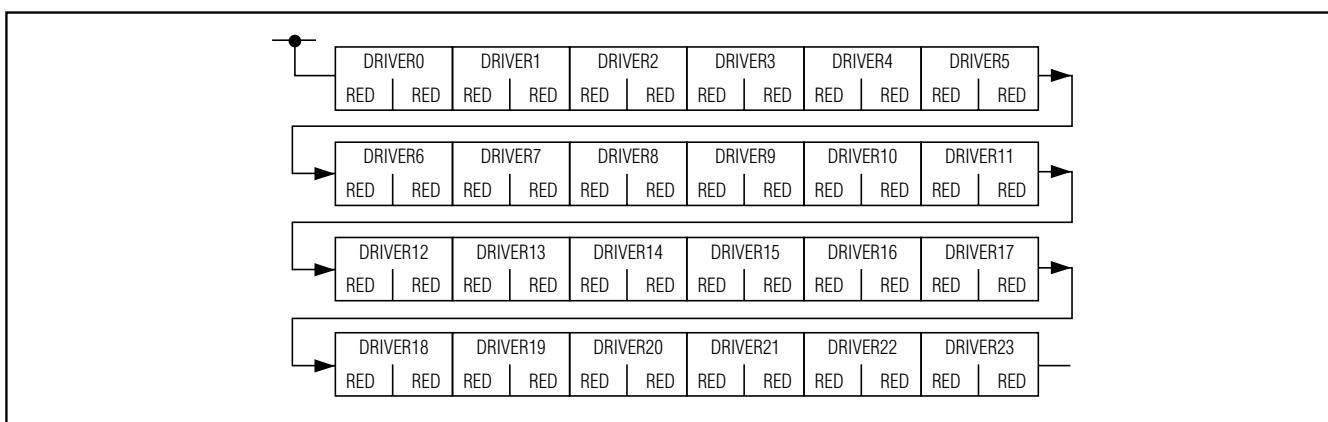 DRIVER0 DRIVER1 DRIVER2 DRIVER3 DRIVER4 DRIVER5
RED RED RED RED RED RED RED RED RED RED RED RED
DRIVER6 DRIVER7 DRIVER8 DRIVER9 DRIVER10 DRIVER11
RED RED RED RED RED RED RED RED RED RED RED RED
DRIVER12 DRIVER13 DRIVER14 DRIVER15 DRIVER16 DRIVER17
RED RED RED RED RED RED RED RED RED RED RED RED
DRIVER18 DRIVER19 DRIVER20 DRIVER21 DRIVER22 DRIVER23
RED RED RED RED RED RED RED RED RED RED RED RED